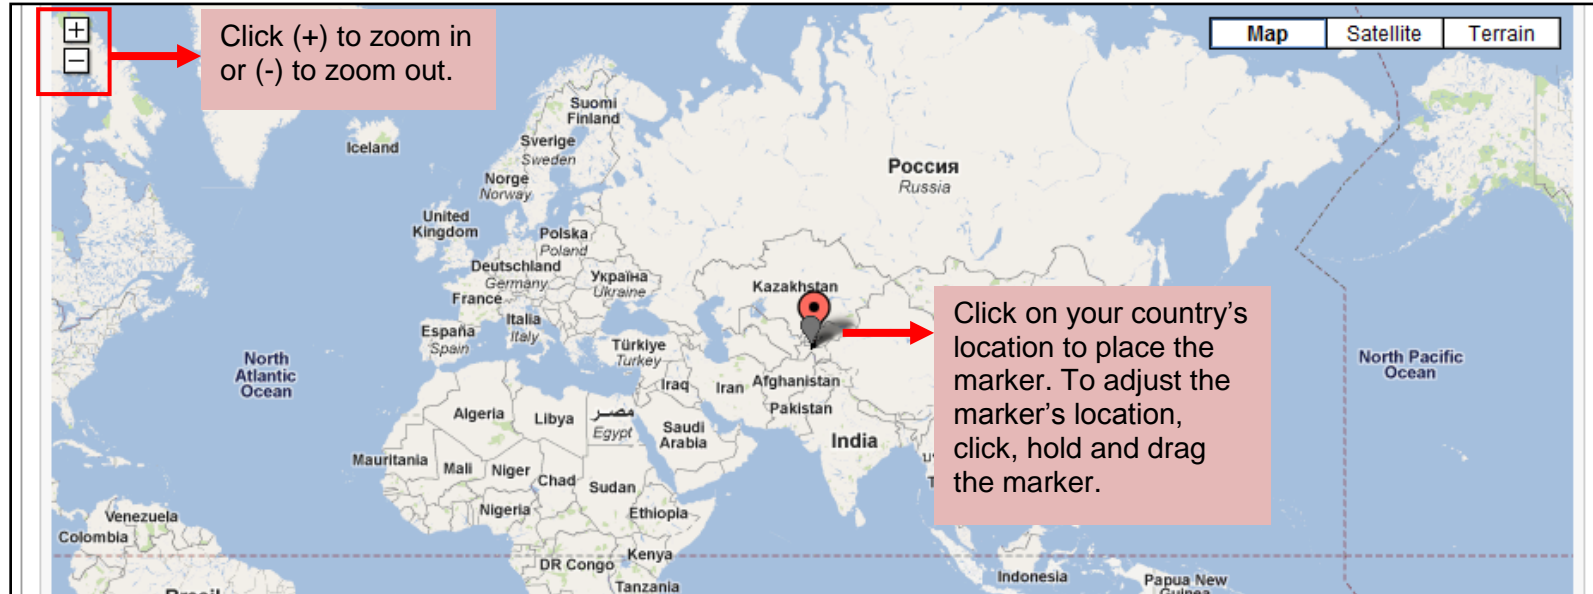 +
−
Click (+) to zoom in
or (-) to zoom out.
Map
Satellite
Terrain
Suomi
Finland
Iceland
Sverige
Sweden
Россия
Russia
Norge
Norway
United
Kingdom
Polska
Poland
Deutschland
Germany
Україна
Ukraine
Kazakhstan
France
Italia
Italy
España
Spain
Türkiye
Turkey
Click on your country’s
location to place the
marker. To adjust the
marker’s location,
click, hold and drag
the marker.
North
Atlantic
Ocean
North Pacific
Ocean
Iraq
Iran
Afghanistan
Pakistan
Algeria
Libya
مصر
Egypt
Saudi
Arabia
India
Mauritania
Mali
Niger
Chad
Sudan
Nigeria
Ethiopia
Venezuela
Colombia
DR Congo
Kenya
Tanzania
Indonesia
Papua New
Guinea
Brasil